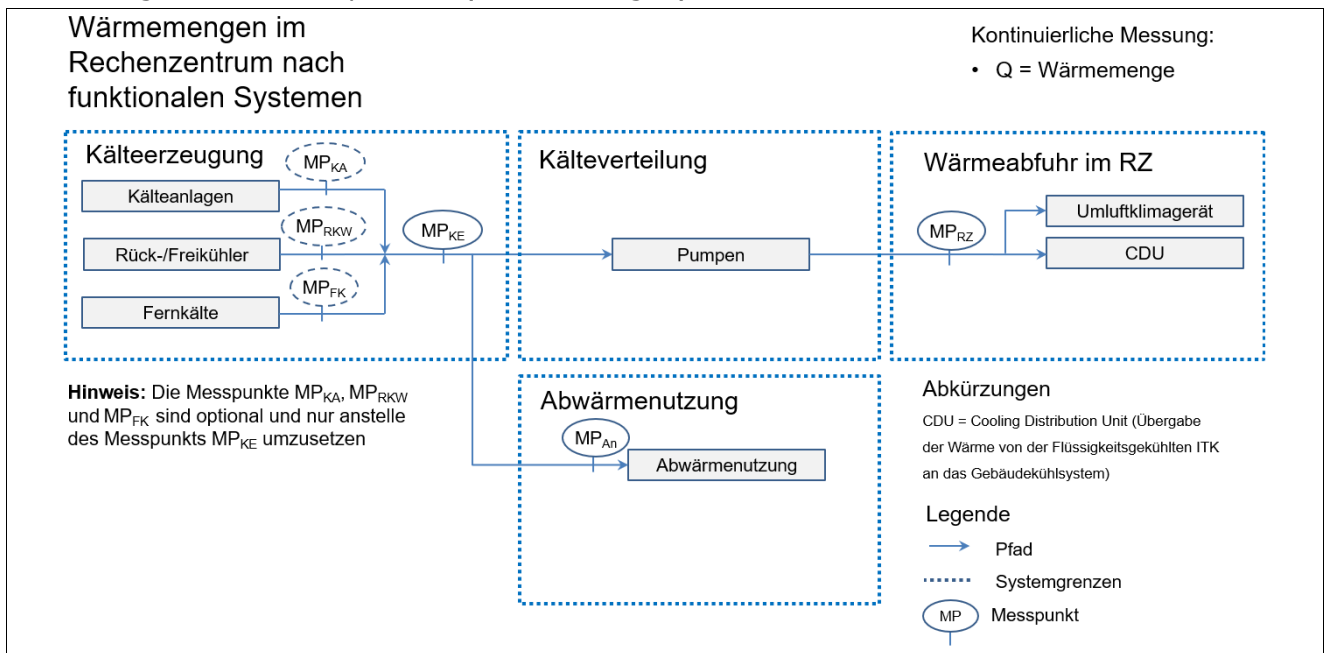 Wärmemengen im
Rechenzentrum nach
funktionalen Systemen
Kontinuierliche Messung:
• Q = Wärmemenge
Kälteerzeugung
MPKA
Kälteanlagen
MPRKW
Rück-/Freikühler
MPKE
MPFK
Fernkälte
Kälteverteilung
Pumpen
Wärmeabfuhr im RZ
MPRZ
Umluftklimagerät
CDU
Hinweis: Die Messpunkte MPKA, MPRKW
und MPFK sind optional und nur anstelle
des Messpunkts MPKE umzusetzen
Abwärmenutzung
MPAn
Abwärmenutzung
Abkürzungen
CDU = Cooling Distribution Unit (Übergabe
der Wärme von der Flüssigkeitsgekühlten ITK
an das Gebäudekühlsystem)
Legende
Pfad
Systemgrenzen
MP Messpunkt